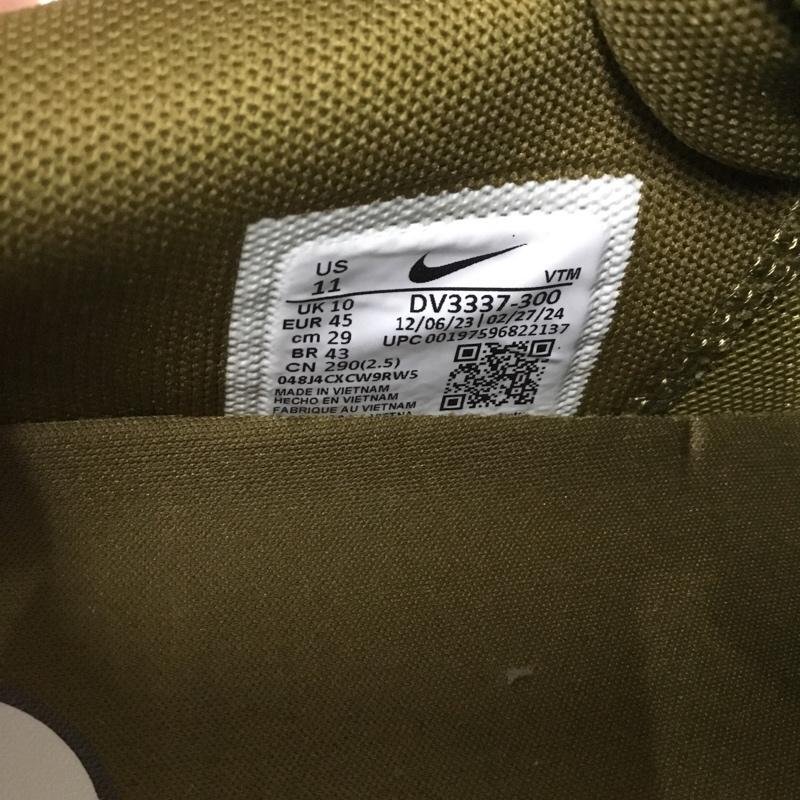 US
11
VTM
UK 10
DV3337-300
EUR 45
12/06/23 | 02/27/24
cm 29
UPC 00197596822137
BR 43
CN 290(2.5)
048J4CXCW9RW5
MADE IN VIETNAM
HECHO EN VIETNAM
FABRIQUE AU VIETNAM